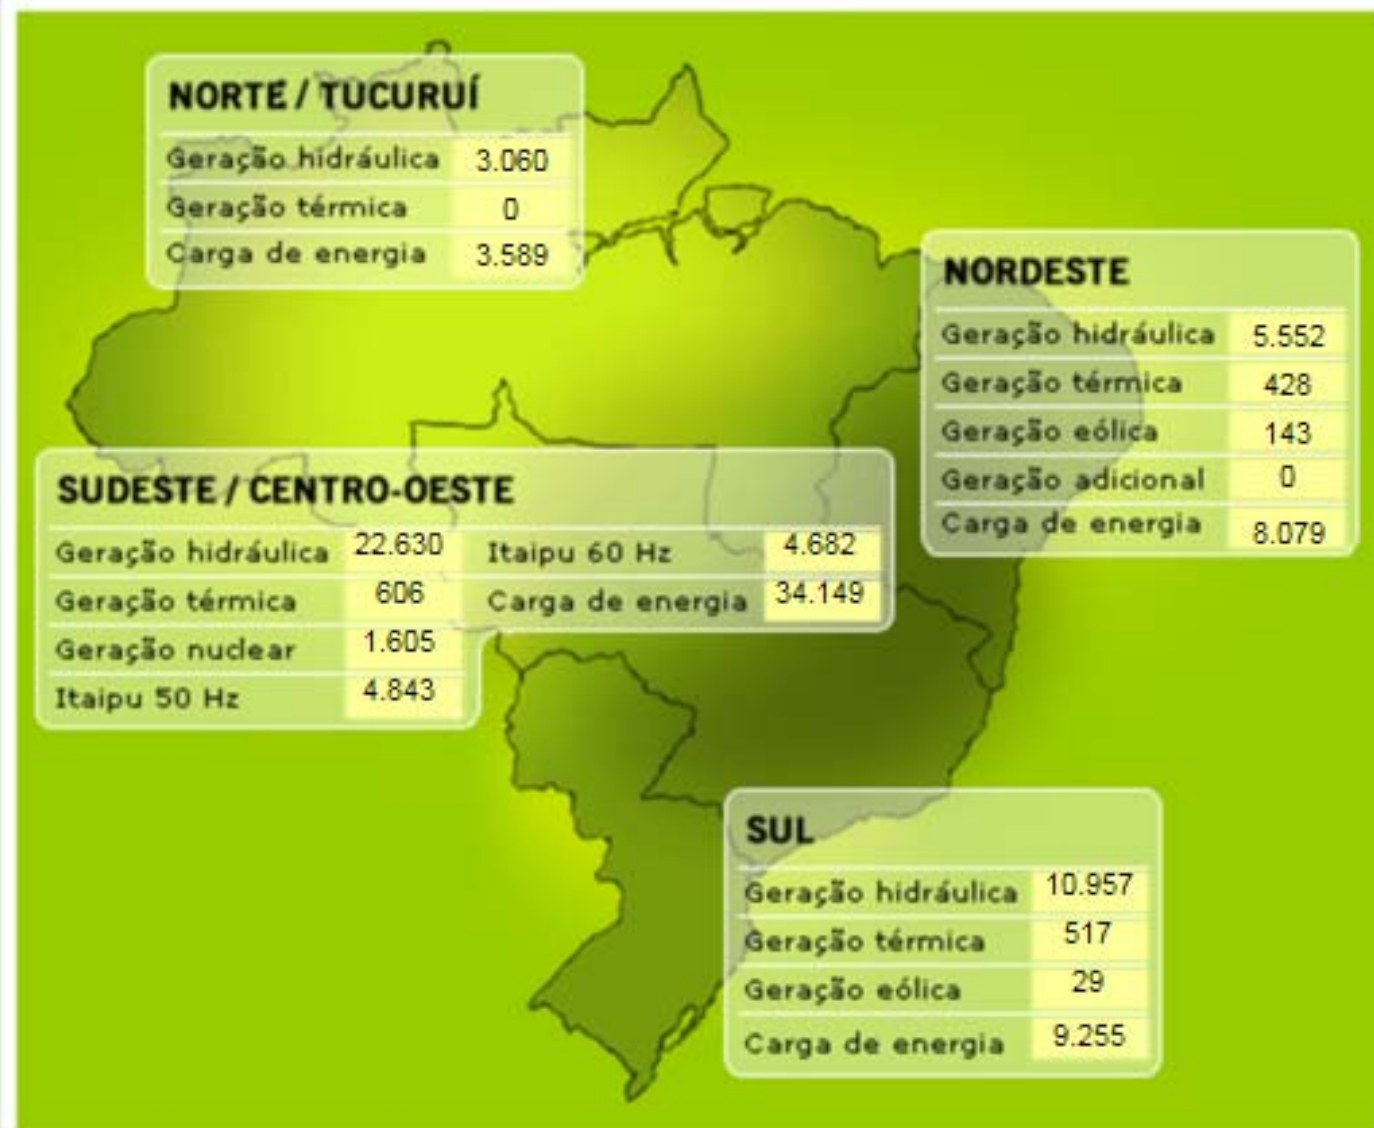 NORTE / TUCURUÍ
Geração hidráulica 3.060
Geração térmica 0
Carga de energia 3.589
NORDESTE
Geração hidráulica 5.552
Geração térmica 428
Geração eólica 143
Geração adicional 0
Carga de energia 8.079
SUDESTE / CENTRO-OESTE
Geração hidráulica 22.630 Itaipu 60 Hz 4.682
Geração térmica 606 Carga de energia 34.149
Geração nuclear 1.605
Itaipu 50 Hz 4.843
SUL
Geração hidráulica 10.957
Geração térmica 517
Geração eólica 29
Carga de energia 9.255